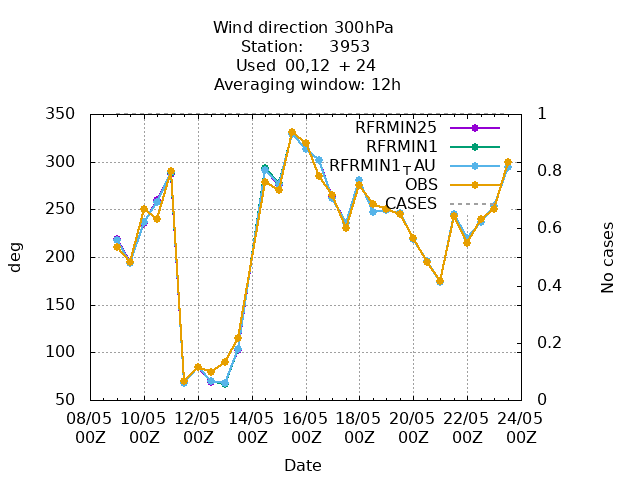 Wind direction 300hPa
Station: 3953
Used 00,12 + 24
Averaging window: 12h
350
300
250
200
150
100
50
1
0.8
0.6
0.4
0.2
0
RFRMIN25
RFRMIN1
RFRMIN1TAU
OBS
CASES
deg
No cases
08/05 10/05 12/05 14/05 16/05 18/05 20/05 22/05 24/05
00Z 00Z 00Z 00Z 00Z 00Z 00Z 00Z 00Z
Date